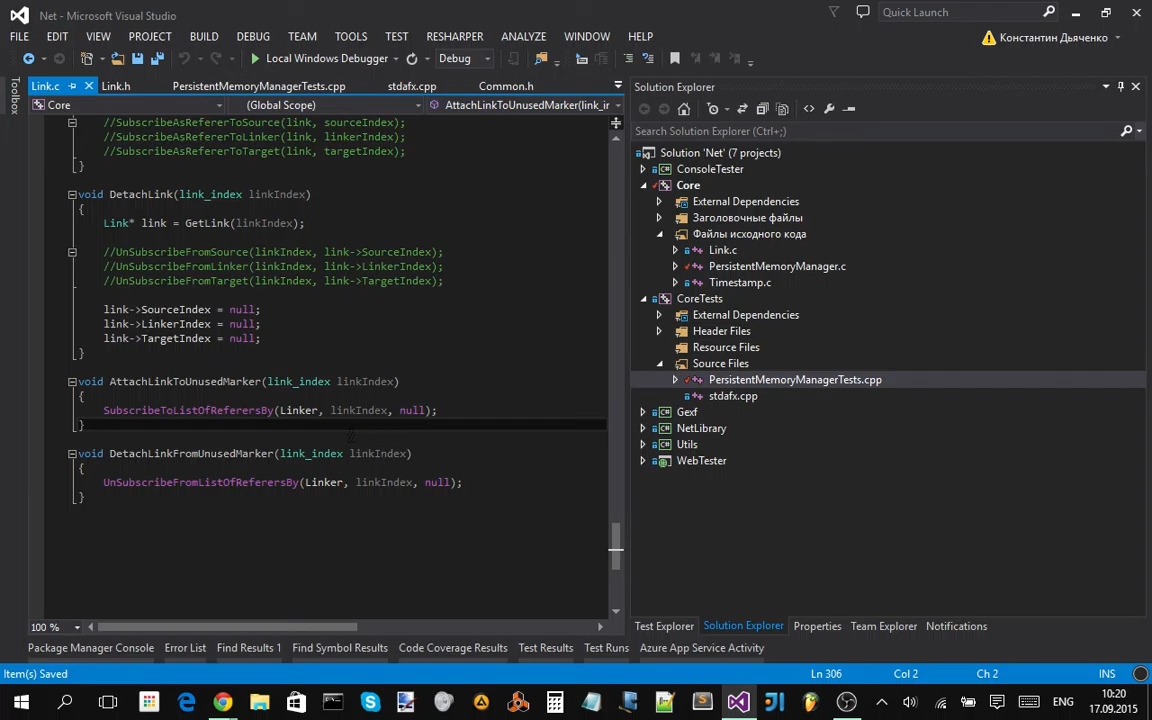 Net - Microsoft Visual Studio
Quick Launch
FILE EDIT VIEW PROJECT BUILD DEBUG TEAM TOOLS TEST RESHARPER ANALYZE WINDOW HELP
Константин Дьяченко
Local Windows Debugger
Debug
Toolbox
Link.c Link.h PersistentMemoryManagerTests.cpp stdafx.cpp Common.h
Core (Global Scope) AttachLinkToUnusedMarker(link_ir
//SubscribeAsRefererToSource(link, sourceIndex);
//SubscribeAsRefererToLinker(link, linkerIndex);
//SubscribeAsRefererToTarget(link, targetIndex);
}
void DetachLink(link_index linkIndex)
{
Link* link = GetLink(linkIndex);
//UnSubscribeFromSource(linkIndex, link->SourceIndex);
//UnSubscribeFromLinker(linkIndex, link->LinkerIndex);
//UnSubscribeFromTarget(linkIndex, link->TargetIndex);
link->SourceIndex = null;
link->LinkerIndex = null;
link->TargetIndex = null;
}
void AttachLinkToUnusedMarker(link_index linkIndex)
{
SubscribeToListOfReferersBy(Linker, linkIndex, null);
}
void DetachLinkFromUnusedMarker(link_index linkIndex)
{
UnSubscribeFromListOfReferersBy(Linker, linkIndex, null);
}
100 %
Solution Explorer
Search Solution Explorer (Ctrl+;)
Solution 'Net' (7 projects)
ConsoleTester
Core
External Dependencies
Заголовочные файлы
Файлы исходного кода
Link.c
PersistentMemoryManager.c
Timestamp.c
CoreTests
External Dependencies
Header Files
Resource Files
Source Files
PersistentMemoryManagerTests.cpp
stdafx.cpp
Gexf
NetLibrary
Utils
WebTester
Test Explorer Solution Explorer Properties Team Explorer Notifications
Package Manager Console Error List Find Results 1 Find Symbol Results Code Coverage Results Test Results Test Runs Azure App Service Activity
Item(s) Saved Ln 306 Col 2 Ch 2 INS
ENG
10:20
17.09.2015